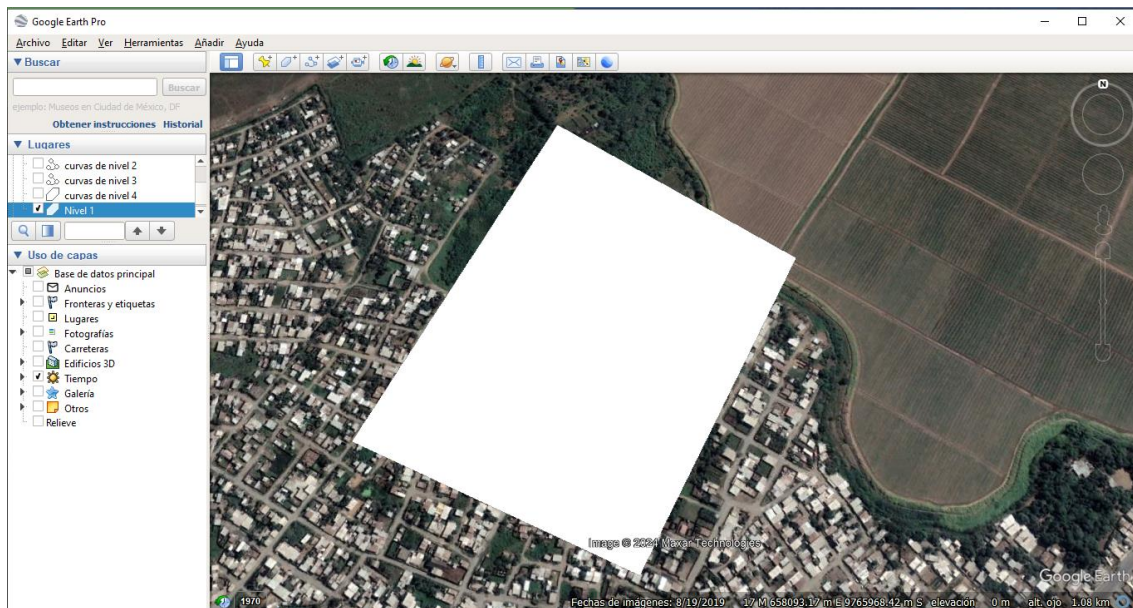 Google Earth Pro
Archivo Editar Ver Herramientas Añadir Ayuda
Buscar
Buscar
ejemplo: Museos en Ciudad de México, DF
Obtener instrucciones Historial
Lugares
curvas de nivel 2
curvas de nivel 3
curvas de nivel 4
Nivel 1
Uso de capas
Base de datos principal
Anuncios
Fronteras y etiquetas
Lugares
Fotografías
Carreteras
Edificios 3D
Tiempo
Galería
Otros
Relieve
N
Image © 2024 Maxar Technologies
Google Earth
1970
Fechas de imágenes: 8/19/2019 17 M 658093.17 m E 9765968.42 m S elevación 0 m alt. ojo 1.08 km